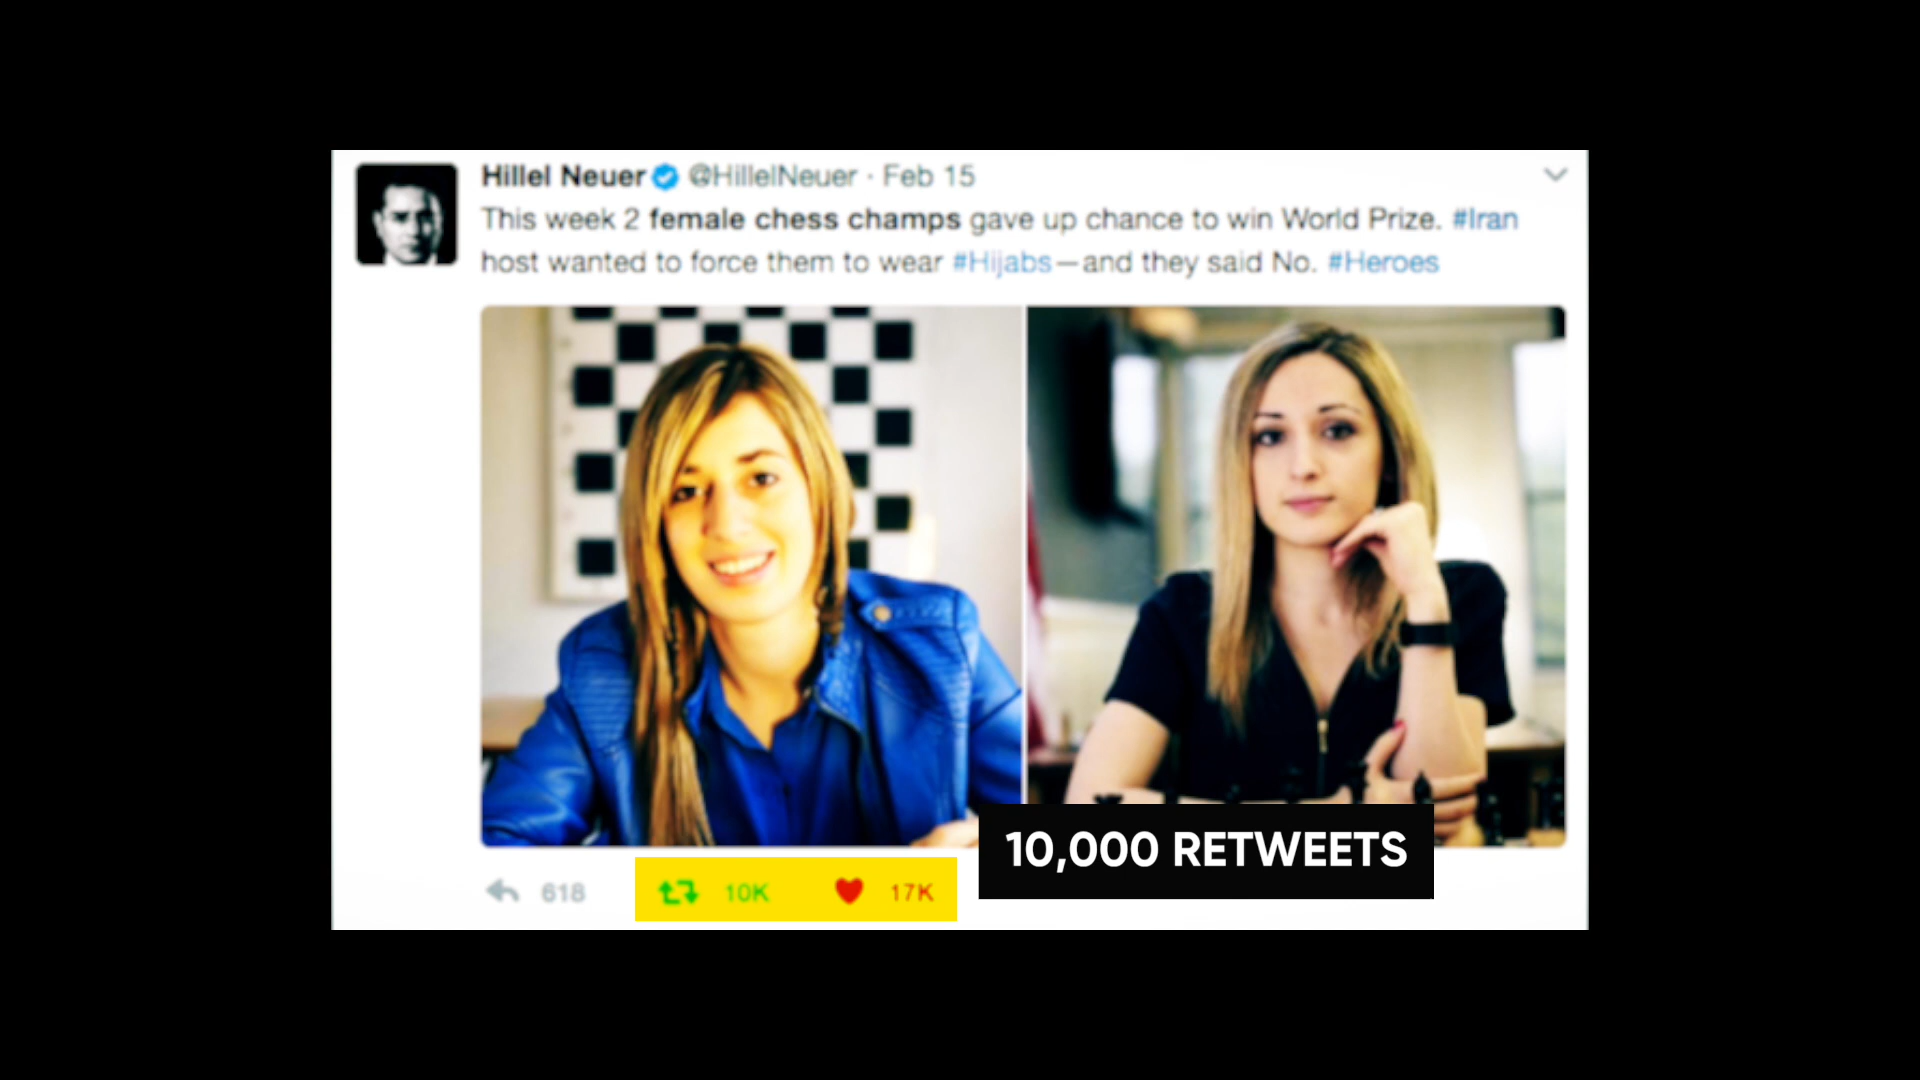 Hillel Neuer @HillelNeuer · Feb 15
This week 2 female chess champs gave up chance to win World Prize. #Iran
host wanted to force them to wear #Hijabs—and they said No. #Heroes
10,000 RETWEETS
618 10K 17K